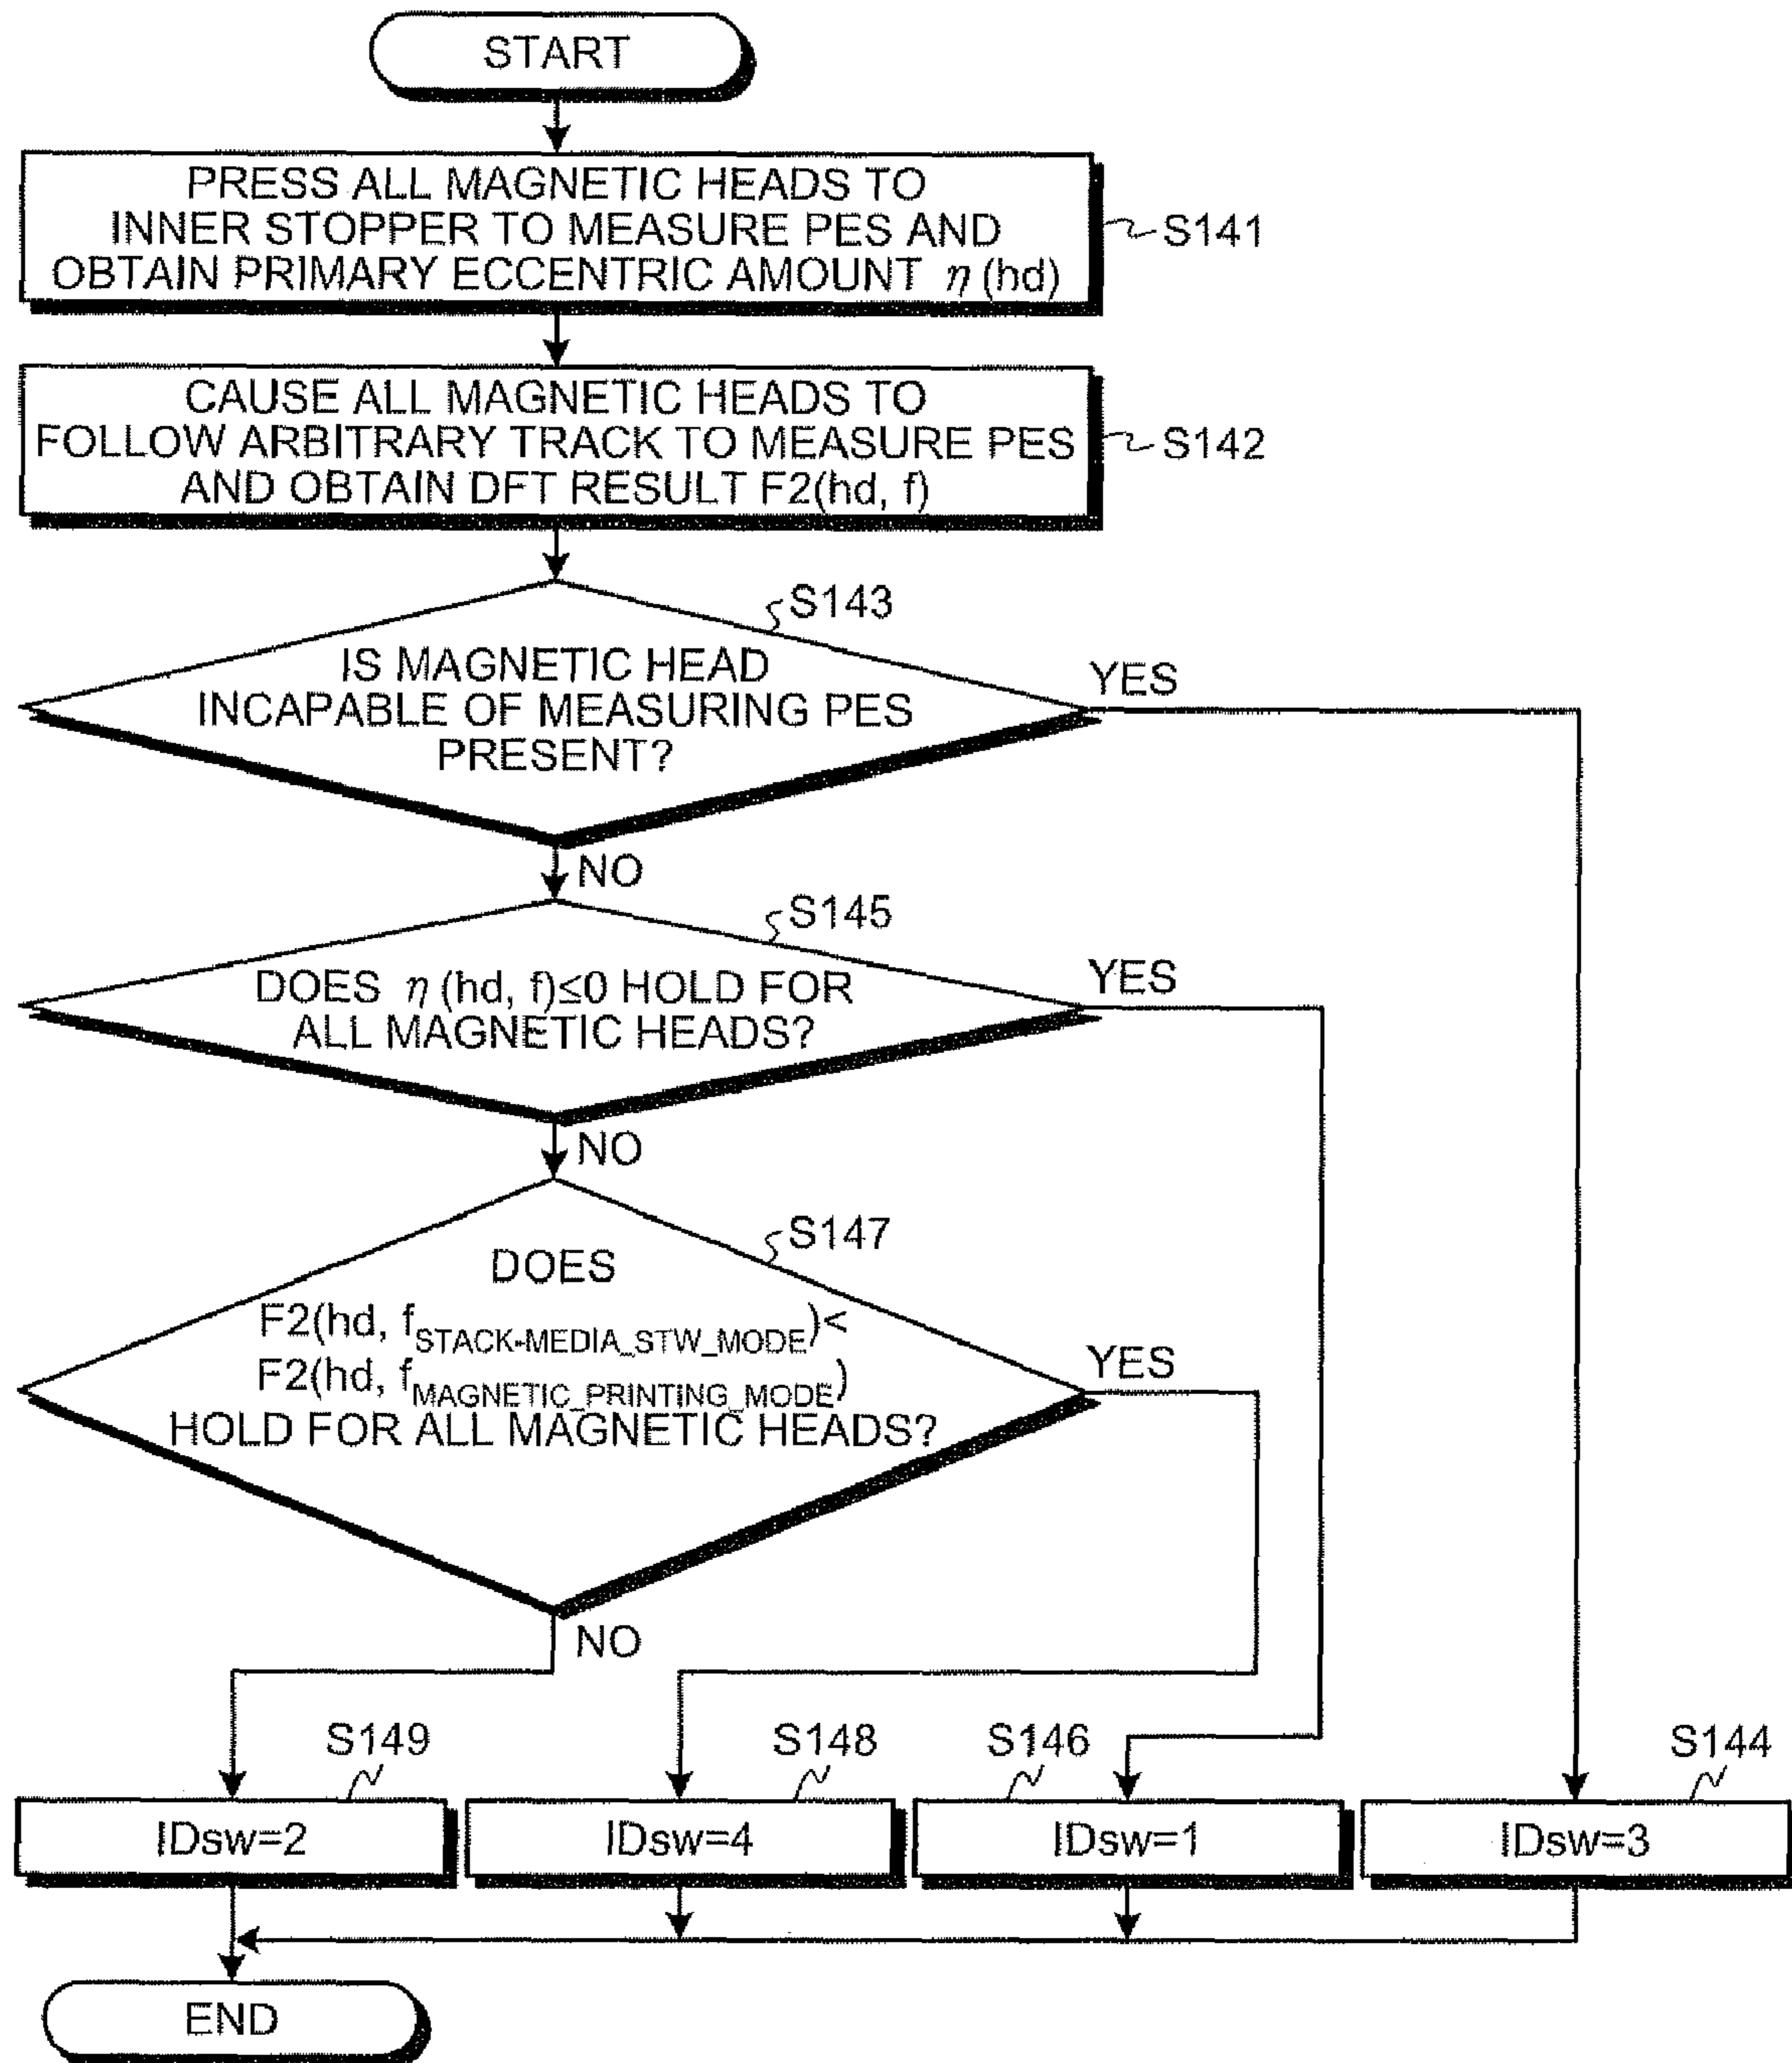 START
PRESS ALL MAGNETIC HEADS TO
INNER STOPPER TO MEASURE PES AND
OBTAIN PRIMARY ECCENTRIC AMOUNT η (hd)
S141
CAUSE ALL MAGNETIC HEADS TO
FOLLOW ARBITRARY TRACK TO MEASURE PES
AND OBTAIN DFT RESULT F2(hd, f)
S142
S143
IS MAGNETIC HEAD
INCAPABLE OF MEASURING PES
PRESENT?
YES
NO
S145
DOES η (hd, f)≤0 HOLD FOR
ALL MAGNETIC HEADS?
YES
NO
S147
DOES
F2(hd, fSTACK-MEDIA_STW_MODE)<
F2(hd, fMAGNETIC_PRINTING_MODE)
HOLD FOR ALL MAGNETIC HEADS?
YES
NO
S149
S148
S146
S144
IDsw=2
IDsw=4
IDsw=1
IDsw=3
END